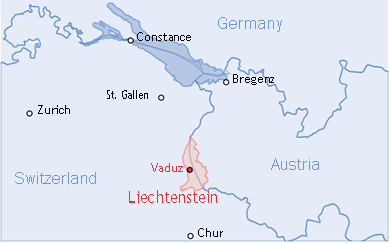 Germany
Constance
Bregenz
St. Gallen
Zurich
Vaduz
Austria
Switzerland
Liechtenstein
Chur